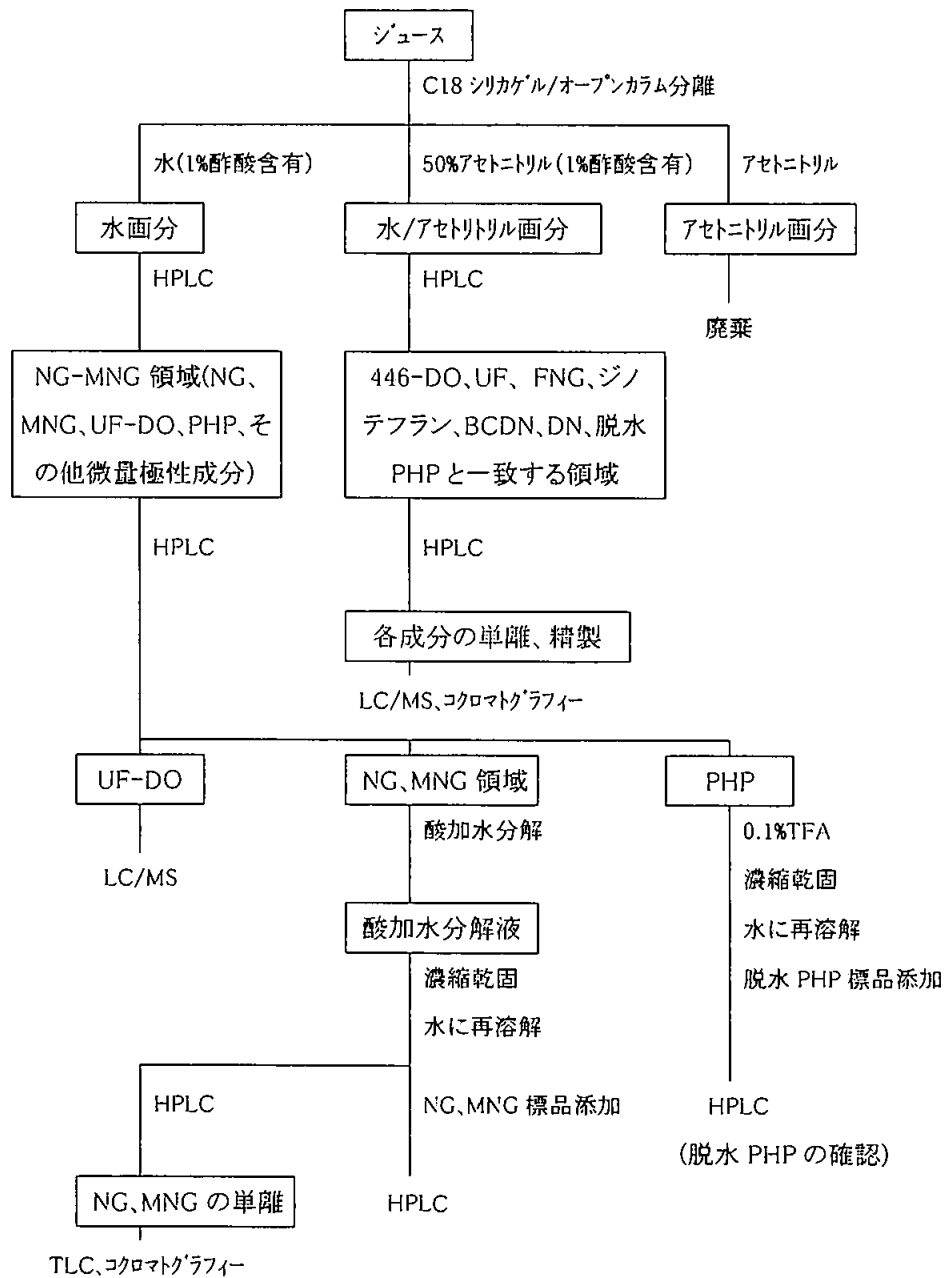 ジュース
C18 シリカゲル/オープンカラム分離
水(1%酢酸含有)
50%アセトニトリル(1%酢酸含有)
アセトニトリル
水画分
水/アセトリトリル画分
アセトニトリル画分
HPLC
HPLC
廃棄
NG-MNG 領域(NG、
MNG、UF-DO、PHP、そ
の他微量極性成分)
446-DO、UF、FNG、ジノ
テフラン、BCDN、DN、脱水
PHPと一致する領域
HPLC
HPLC
各成分の単離、精製
LC/MS、コクロマトグラフィー
UF-DO
NG、MNG 領域
PHP
LC/MS
酸加水分解
0.1%TFA
濃縮乾固
水に再溶解
脱水 PHP 標品添加
酸加水分解液
濃縮乾固
水に再溶解
HPLC
NG、MNG 標品添加
HPLC
(脱水 PHP の確認)
NG、MNG の単離
HPLC
TLC、コクロマトグラフィー